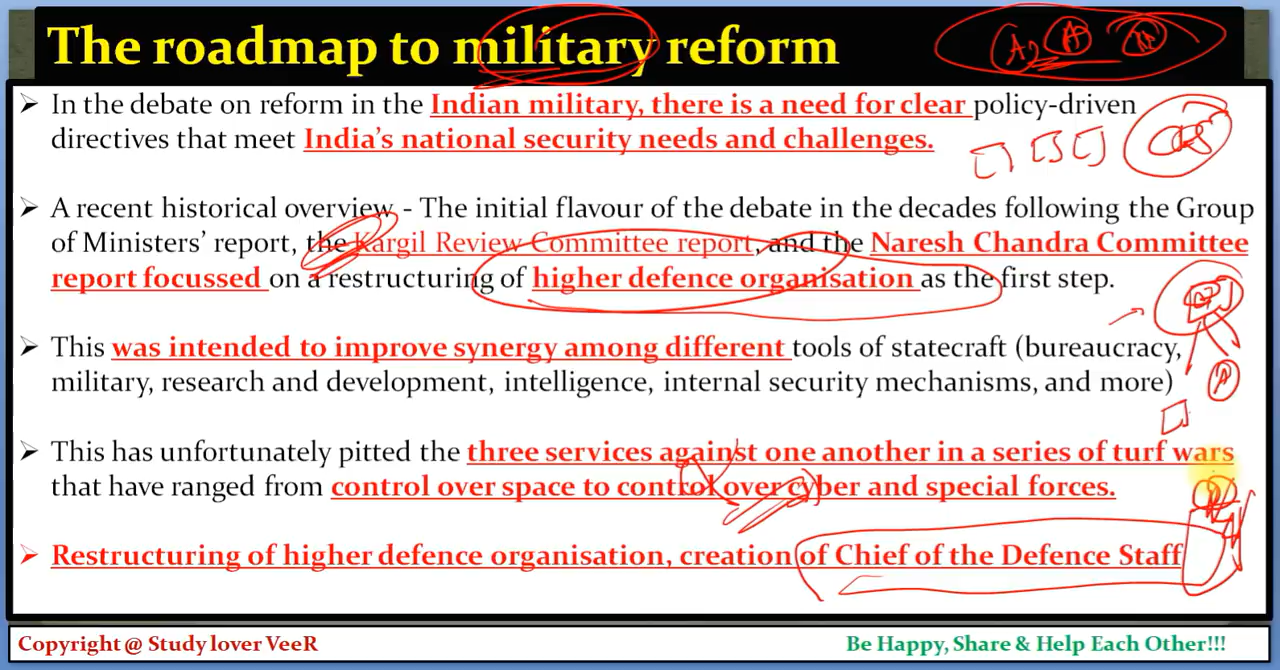 The roadmap to military reform
➢ In the debate on reform in the Indian military, there is a need for clear policy-driven
directives that meet India's national security needs and challenges.
➢ A recent historical overview - The initial flavour of the debate in the decades following the Group
of Ministers' report, the Kargil Review Committee report, and the Naresh Chandra Committee
report focussed on a restructuring of higher defence organisation as the first step.
➢ This was intended to improve synergy among different tools of statecraft (bureaucracy,
military, research and development, intelligence, internal security mechanisms, and more)
➢ This has unfortunately pitted the three services against one another in a series of turf wars
that have ranged from control over space to control over cyber and special forces.
➢ Restructuring of higher defence organisation, creation of Chief of the Defence Staff
Copyright @ Study lover VeeR
Be Happy, Share & Help Each Other!!!